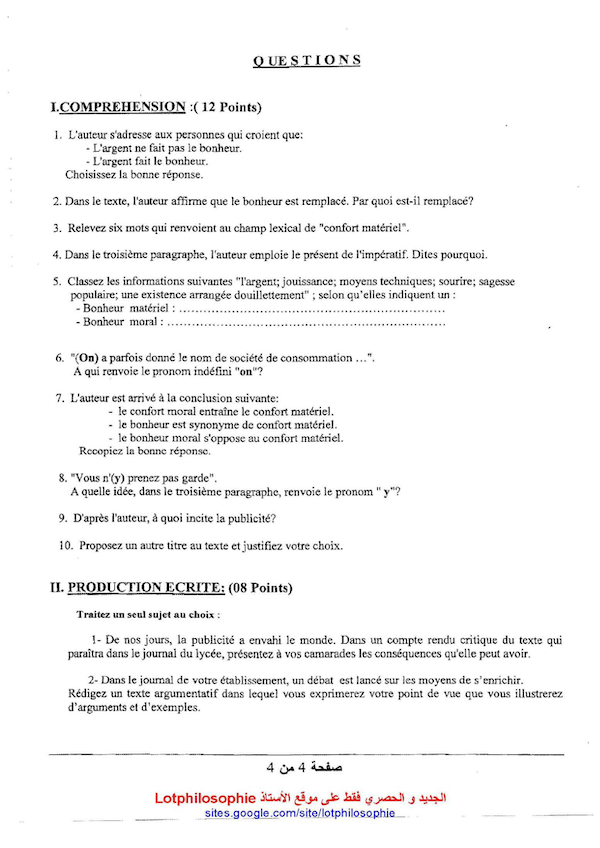 QUESTIONS
I.COMPREHENSION :( 12 Points)
1. L'auteur s'adresse aux personnes qui croient que:
- L'argent ne fait pas le bonheur.
- L'argent fait le bonheur.
Choisissez la bonne réponse.
2. Dans le texte, l'auteur affirme que le bonheur est remplacé. Par quoi est-il remplacé?
3. Relevez six mots qui renvoient au champ lexical de "confort matériel".
4. Dans le troisième paragraphe, l'auteur emploie le présent de l'impératif. Dites pourquoi.
5. Classez les informations suivantes "l'argent; jouissance; moyens techniques; sourire; sagesse
populaire; une existence arrangée douillettement" ; selon qu'elles indiquent un :
- Bonheur matériel : ..................................................................
- Bonheur moral : .....................................................................
6. "(On) a parfois donné le nom de société de consommation ...".
A qui renvoie le pronom indéfini "on"?
7. L'auteur est arrivé à la conclusion suivante:
- le confort moral entraîne le confort matériel.
- le bonheur est synonyme de confort matériel.
- le bonheur moral s'oppose au confort matériel.
Recopiez la bonne réponse.
8. "Vous n'(y) prenez pas garde".
A quelle idée, dans le troisième paragraphe, renvoie le pronom " y"?
9. D'après l'auteur, à quoi incite la publicité?
10. Proposez un autre titre au texte et justifiez votre choix.
II. PRODUCTION ECRITE: (08 Points)
Traitez un seul sujet au choix :
1- De nos jours, la publicité a envahi le monde. Dans un compte rendu critique du texte qui
paraîtra dans le journal du lycée, présentez à vos camarades les conséquences qu'elle peut avoir.
2- Dans le journal de votre établissement, un débat est lancé sur les moyens de s'enrichir.
Rédigez un texte argumentatif dans lequel vous exprimerez votre point de vue que vous illustrerez
d'arguments et d'exemples.
صفحة 4 من 4
الجديد و الحصري فقط على موقع الأستاذ Lotphilosophie
sites.google.com/site/lotphilosophie